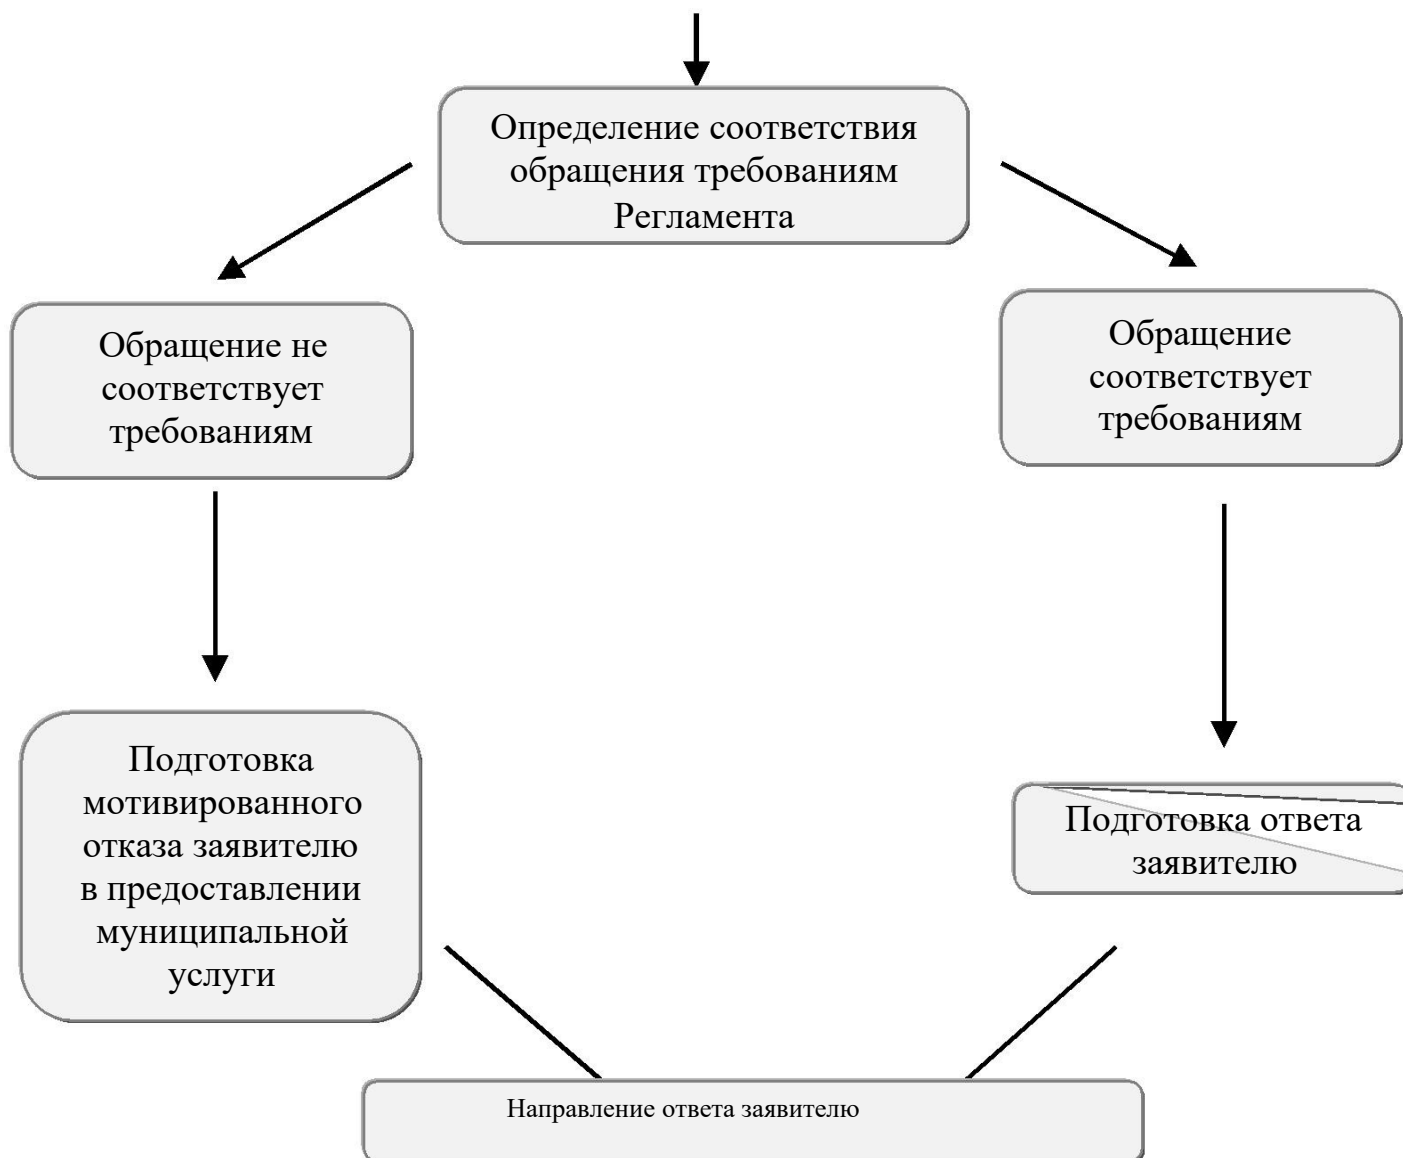 Определение соответствия
обращения требованиям
Регламента
Обращение не
соответствует
требованиям
Обращение
соответствует
требованиям
Подготовка
мотивированного
отказа заявителю
в предоставлении
муниципальной
услуги
Подготовка ответа
заявителю
Направление ответа заявителю